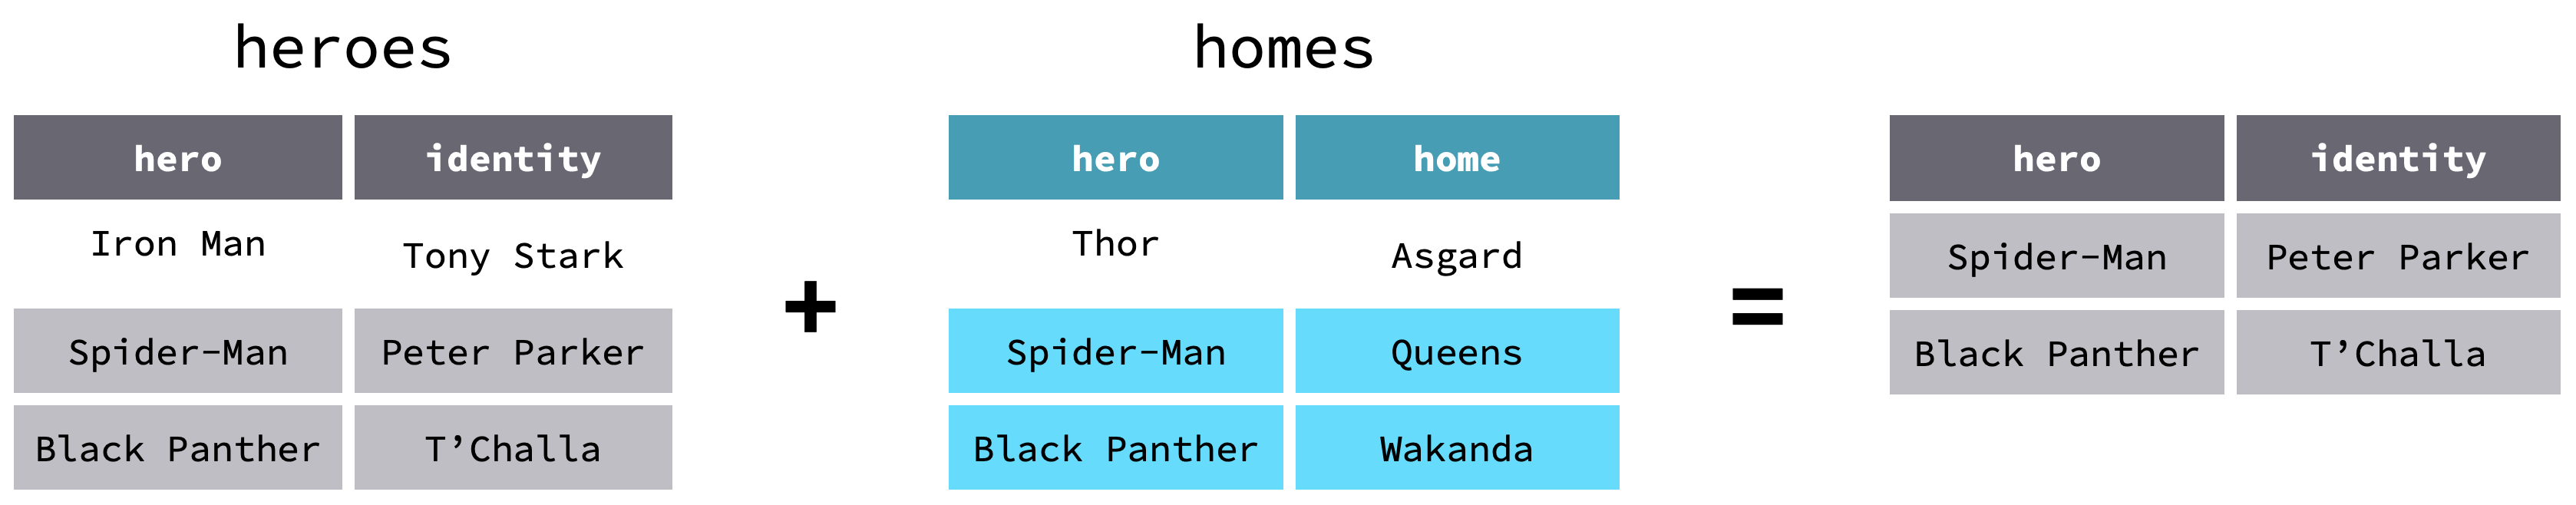 heroes
homes
hero identity
hero home
hero identity
Iron Man Tony Stark
Thor Asgard
Spider-Man Peter Parker
Spider-Man Peter Parker
Spider-Man Queens
Black Panther T’Challa
Black Panther T’Challa
Black Panther Wakanda
+
=